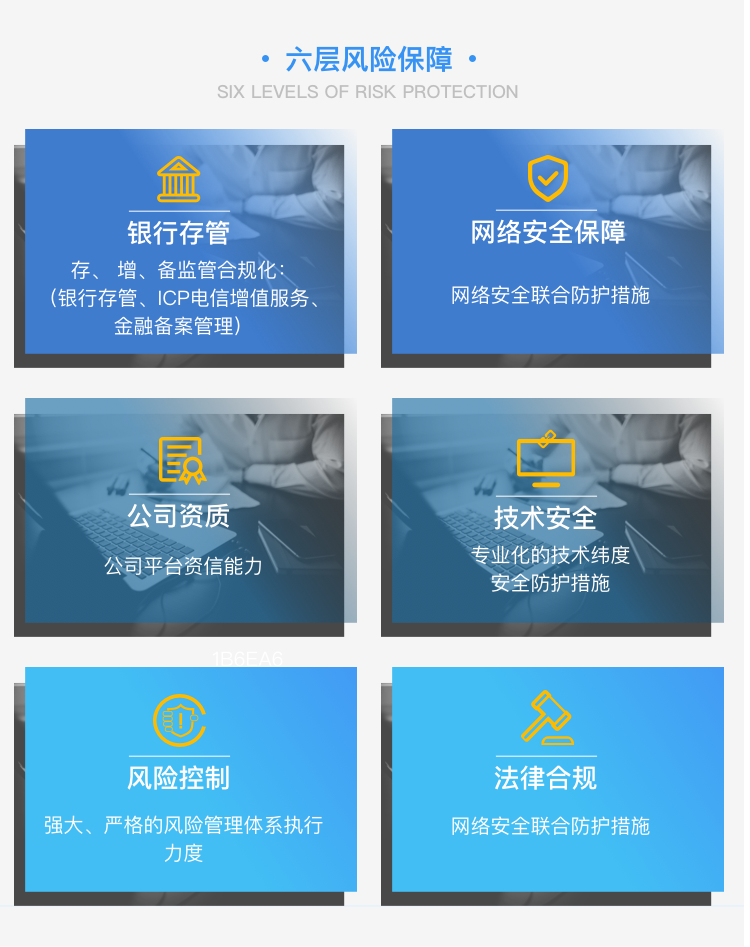 • 六层风险保障 •
SIX LEVELS OF RISK PROTECTION
银行存管
存、 增、备监管合规化：
（银行存管、ICP电信增值服务、
金融备案管理）
网络安全保障
网络安全联合防护措施
公司资质
公司平台资信能力
技术安全
专业化的技术纬度
安全防护措施
1B6EA6
风险控制
强大、严格的风险管理体系执行
力度
法律合规
网络安全联合防护措施